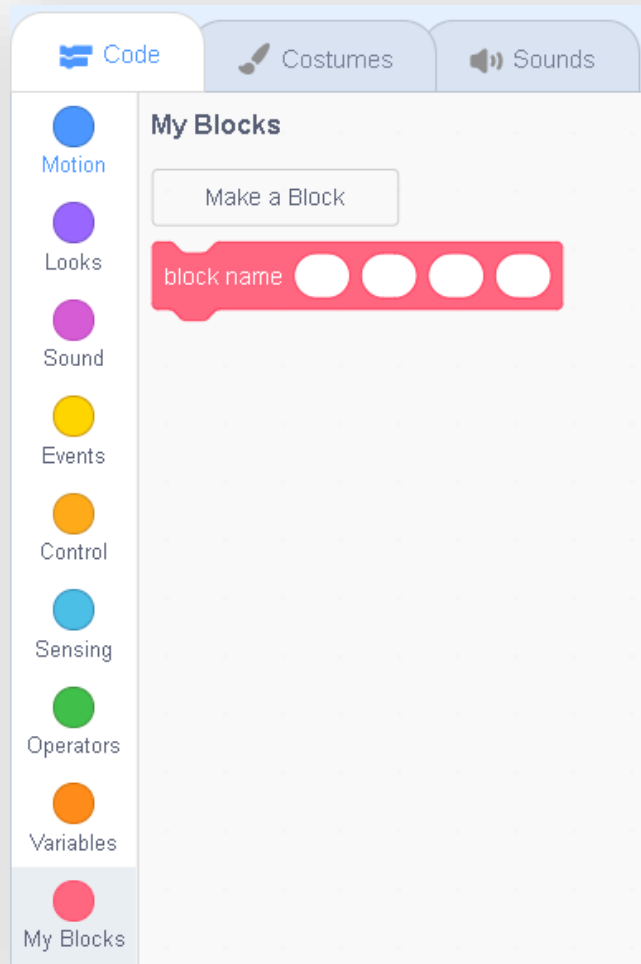 Code
Costumes
Sounds
Motion
Looks
Sound
Events
Control
Sensing
Operators
Variables
My Blocks
My Blocks
Make a Block
block name